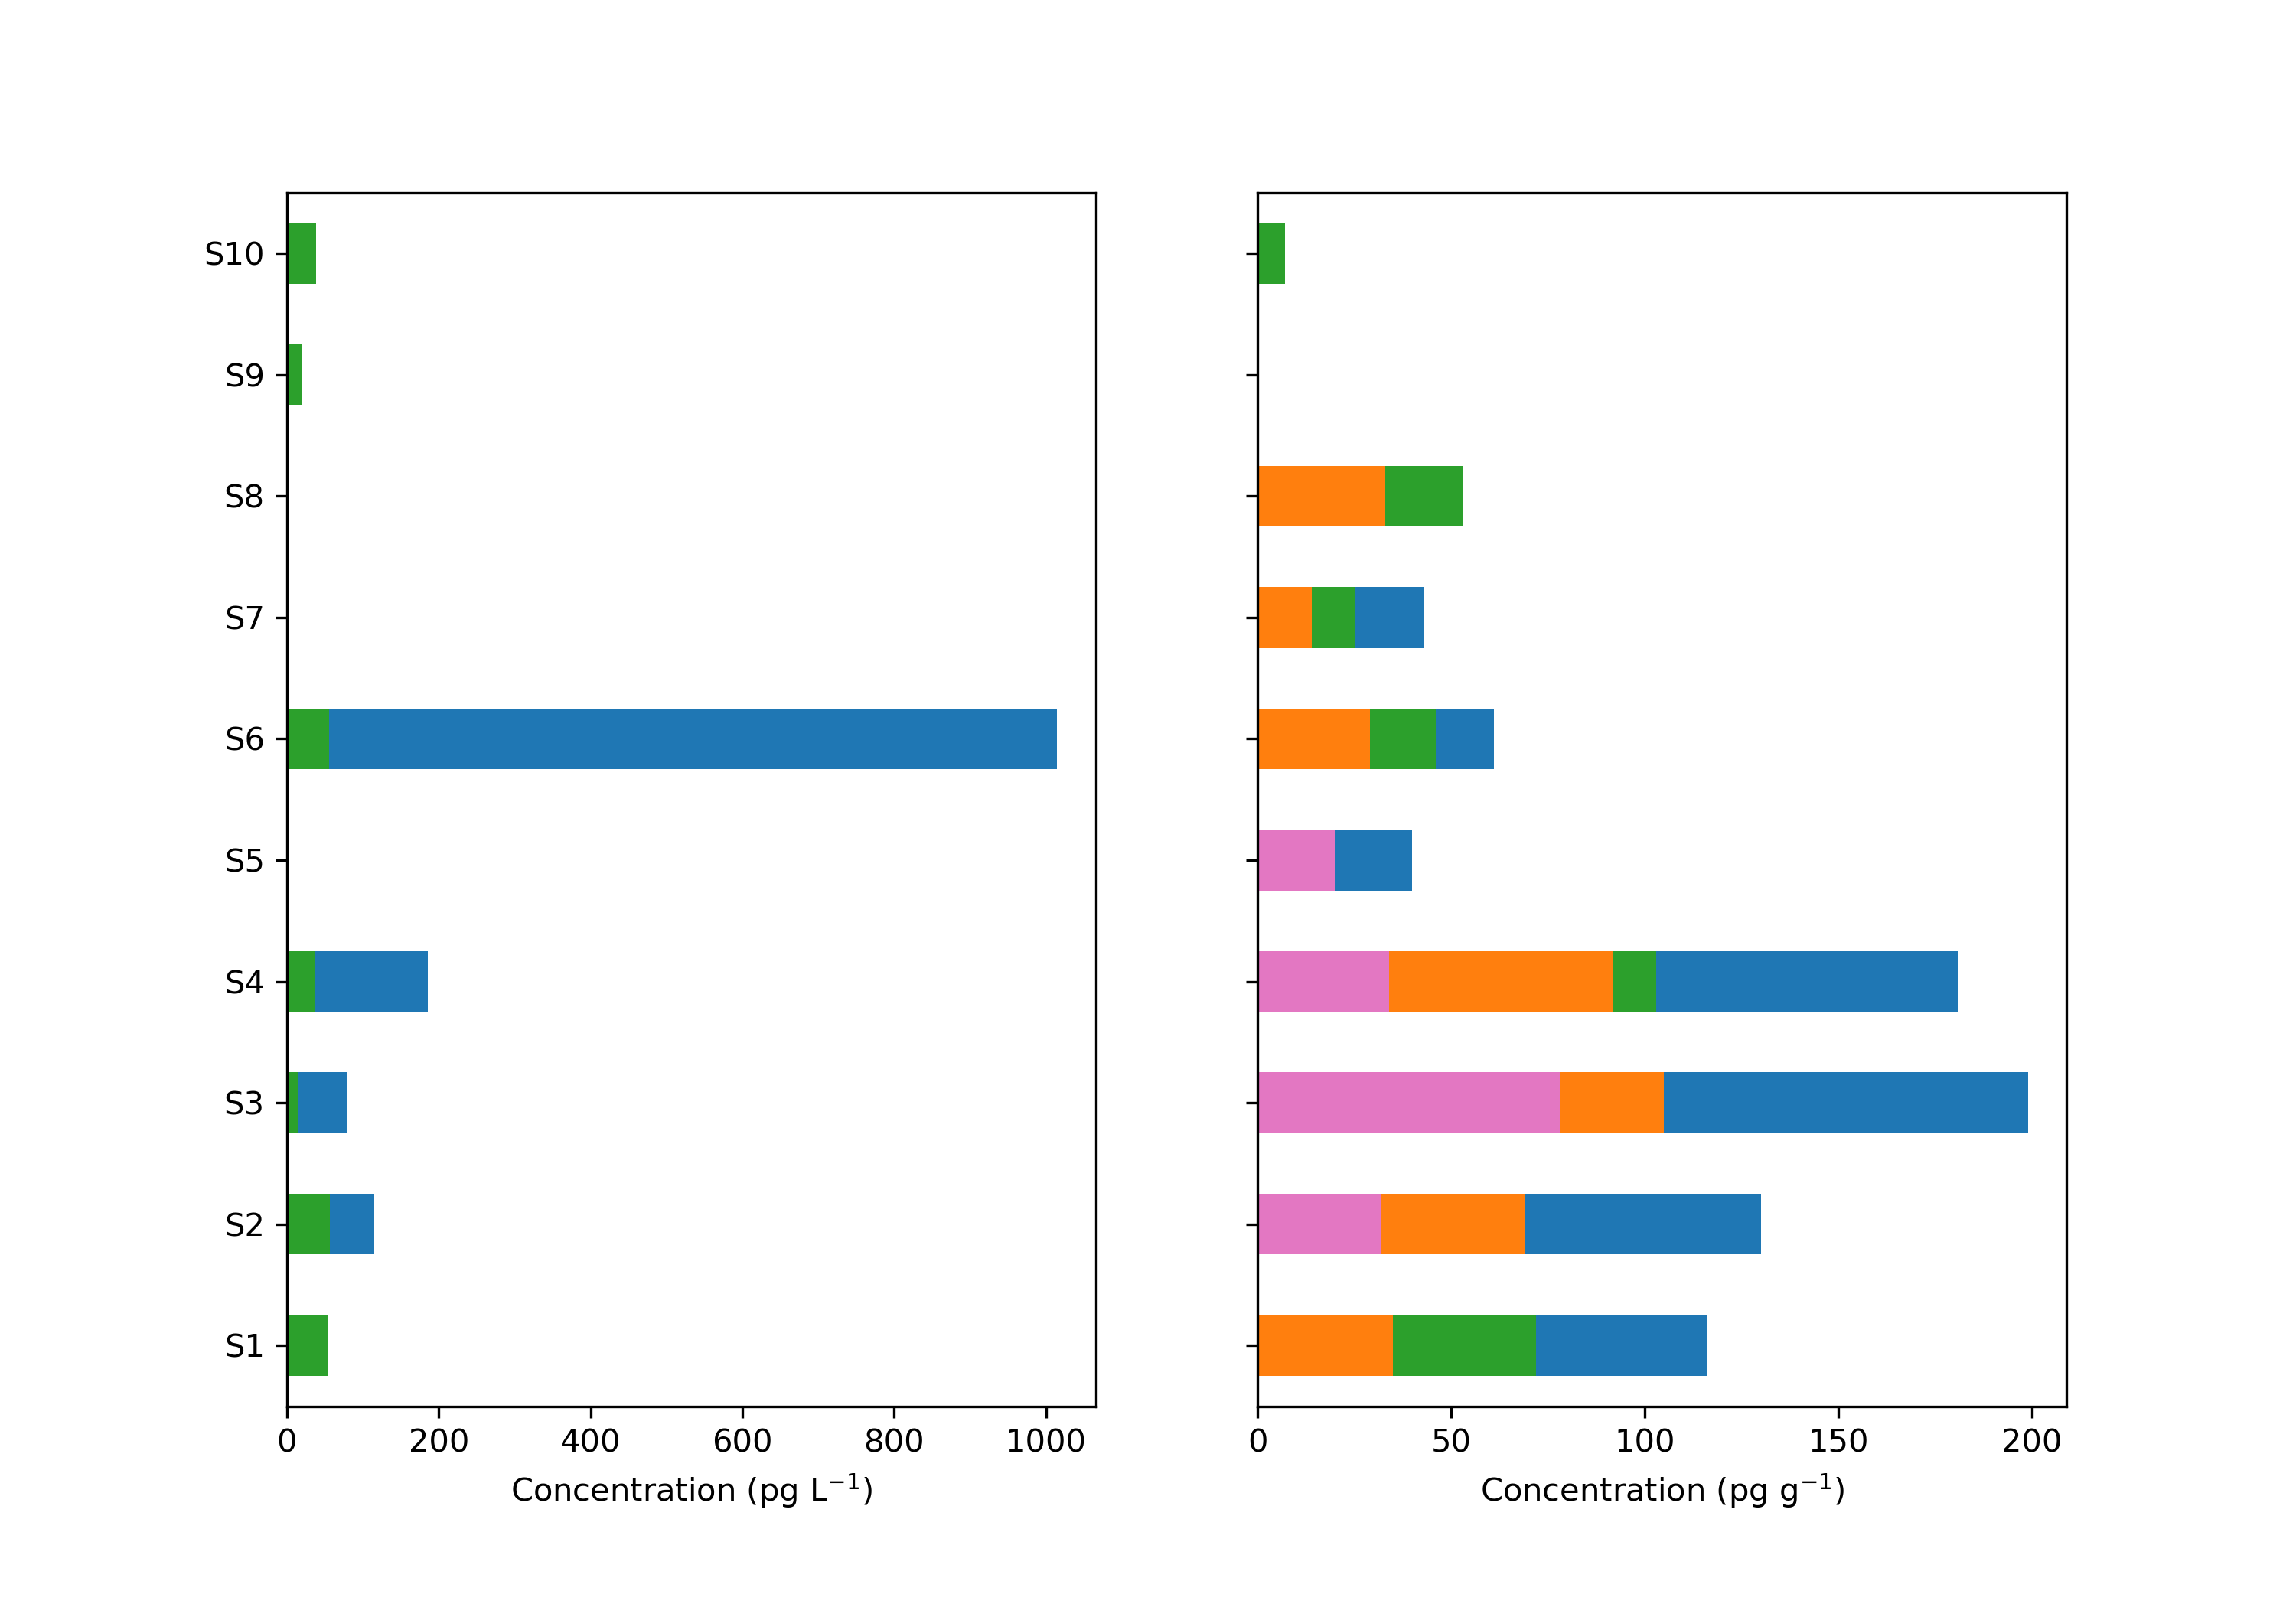 S10
S9
S8
S7
S6
S5
S4
S3
S2
S1
0 200 400 600 800 1000
Concentration (pg L⁻¹)
0 50 100 150 200
Concentration (pg g⁻¹)